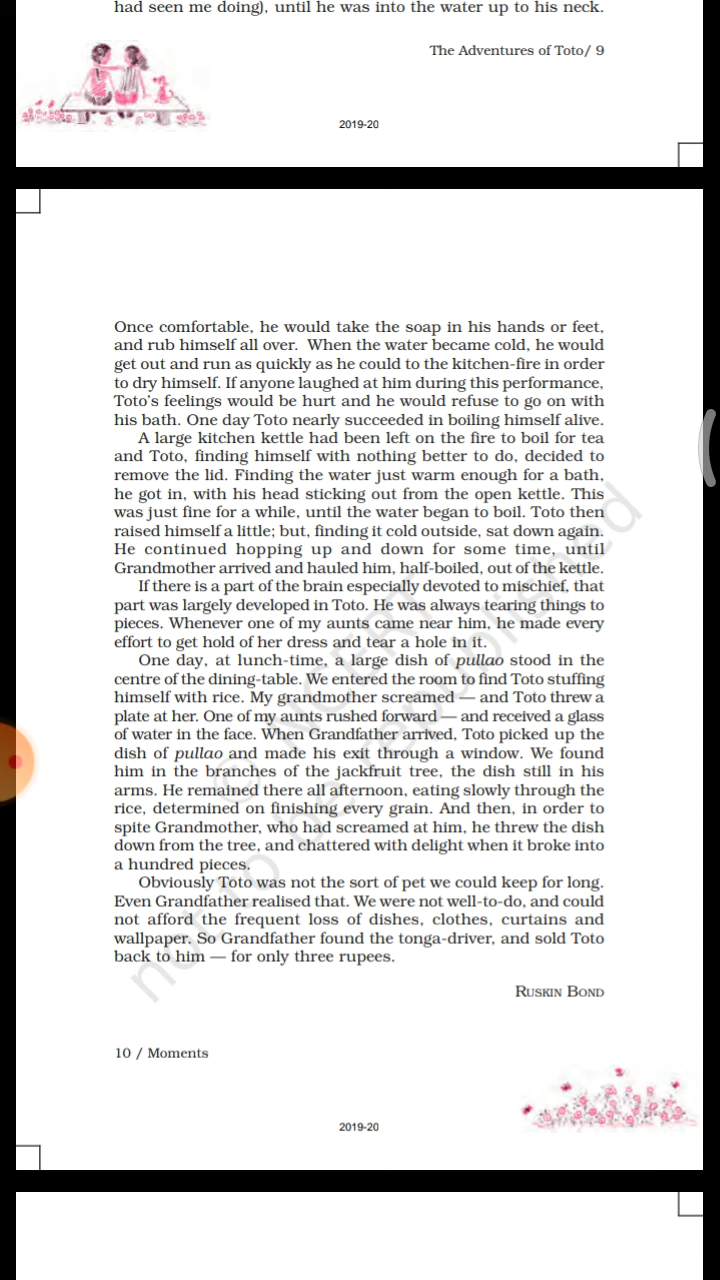 had seen me doing), until he was into the water up to his neck.
The Adventures of Toto/ 9
2019-20
Once comfortable, he would take the soap in his hands or feet,
and rub himself all over. When the water became cold, he would
get out and run as quickly as he could to the kitchen-fire in order
to dry himself. If anyone laughed at him during this performance,
Toto's feelings would be hurt and he would refuse to go on with
his bath. One day Toto nearly succeeded in boiling himself alive.
A large kitchen kettle had been left on the fire to boil for tea
and Toto, finding himself with nothing better to do, decided to
remove the lid. Finding the water just warm enough for a bath,
he got in, with his head sticking out from the open kettle. This
was just fine for a while, until the water began to boil. Toto then
raised himself a little; but, finding it cold outside, sat down again.
He continued hopping up and down for some time, until
Grandmother arrived and hauled him, half-boiled, out of the kettle.
If there is a part of the brain especially devoted to mischief, that
part was largely developed in Toto. He was always tearing things to
pieces. Whenever one of my aunts came near him, he made every
effort to get hold of her dress and tear a hole in it.
One day, at lunch-time, a large dish of pullao stood in the
centre of the dining-table. We entered the room to find Toto stuffing
himself with rice. My grandmother screamed — and Toto threw a
plate at her. One of my aunts rushed forward — and received a glass
of water in the face. When Grandfather arrived, Toto picked up the
dish of pullao and made his exit through a window. We found
him in the branches of the jackfruit tree, the dish still in his
arms. He remained there all afternoon, eating slowly through the
rice, determined on finishing every grain. And then, in order to
spite Grandmother, who had screamed at him, he threw the dish
down from the tree, and chattered with delight when it broke into
a hundred pieces.
Obviously Toto was not the sort of pet we could keep for long.
Even Grandfather realised that. We were not well-to-do, and could
not afford the frequent loss of dishes, clothes, curtains and
wallpaper. So Grandfather found the tonga-driver, and sold Toto
back to him — for only three rupees.
RUSKIN BOND
10 / Moments
2019-20
© NCERT
not to be republished